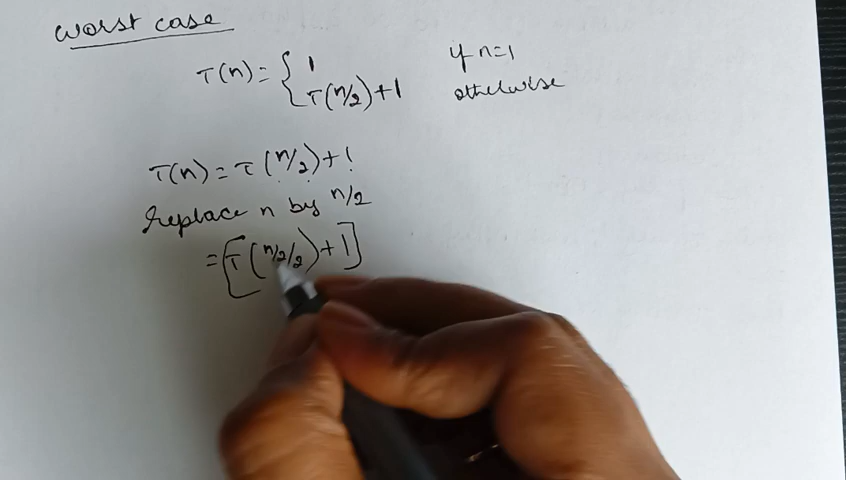 worst case
T(n) = { 1 if n=1
T(n/2)+1 otherwise
T(n) = T(n/2)+1
Replace n by n/2
= [T(n/2/2)+1]